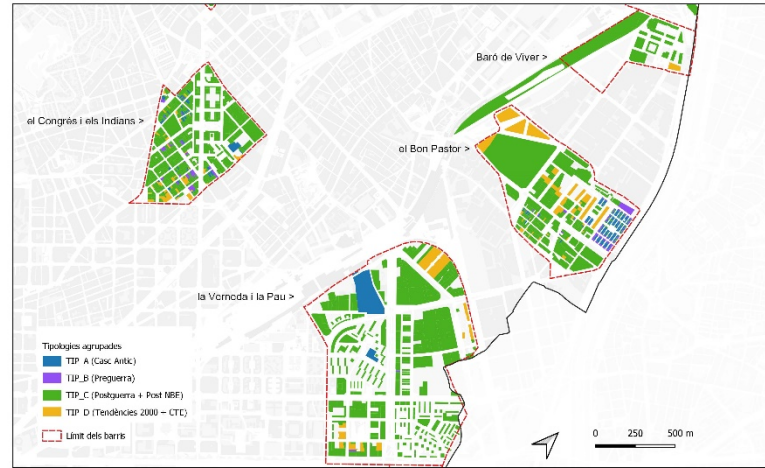 Baró de Viver >
el Congrés i els Indians >
el Bon Pastor >
la Verneda i la Pau >
Tipologies agrupades
TIP_A (Casc Antic)
TIP_B (Preguerra)
TIP_C (Postguerra + Post NBE)
TIP_D (Tendències 2000 + CTE)
Límit dels barris
0 250 500 m